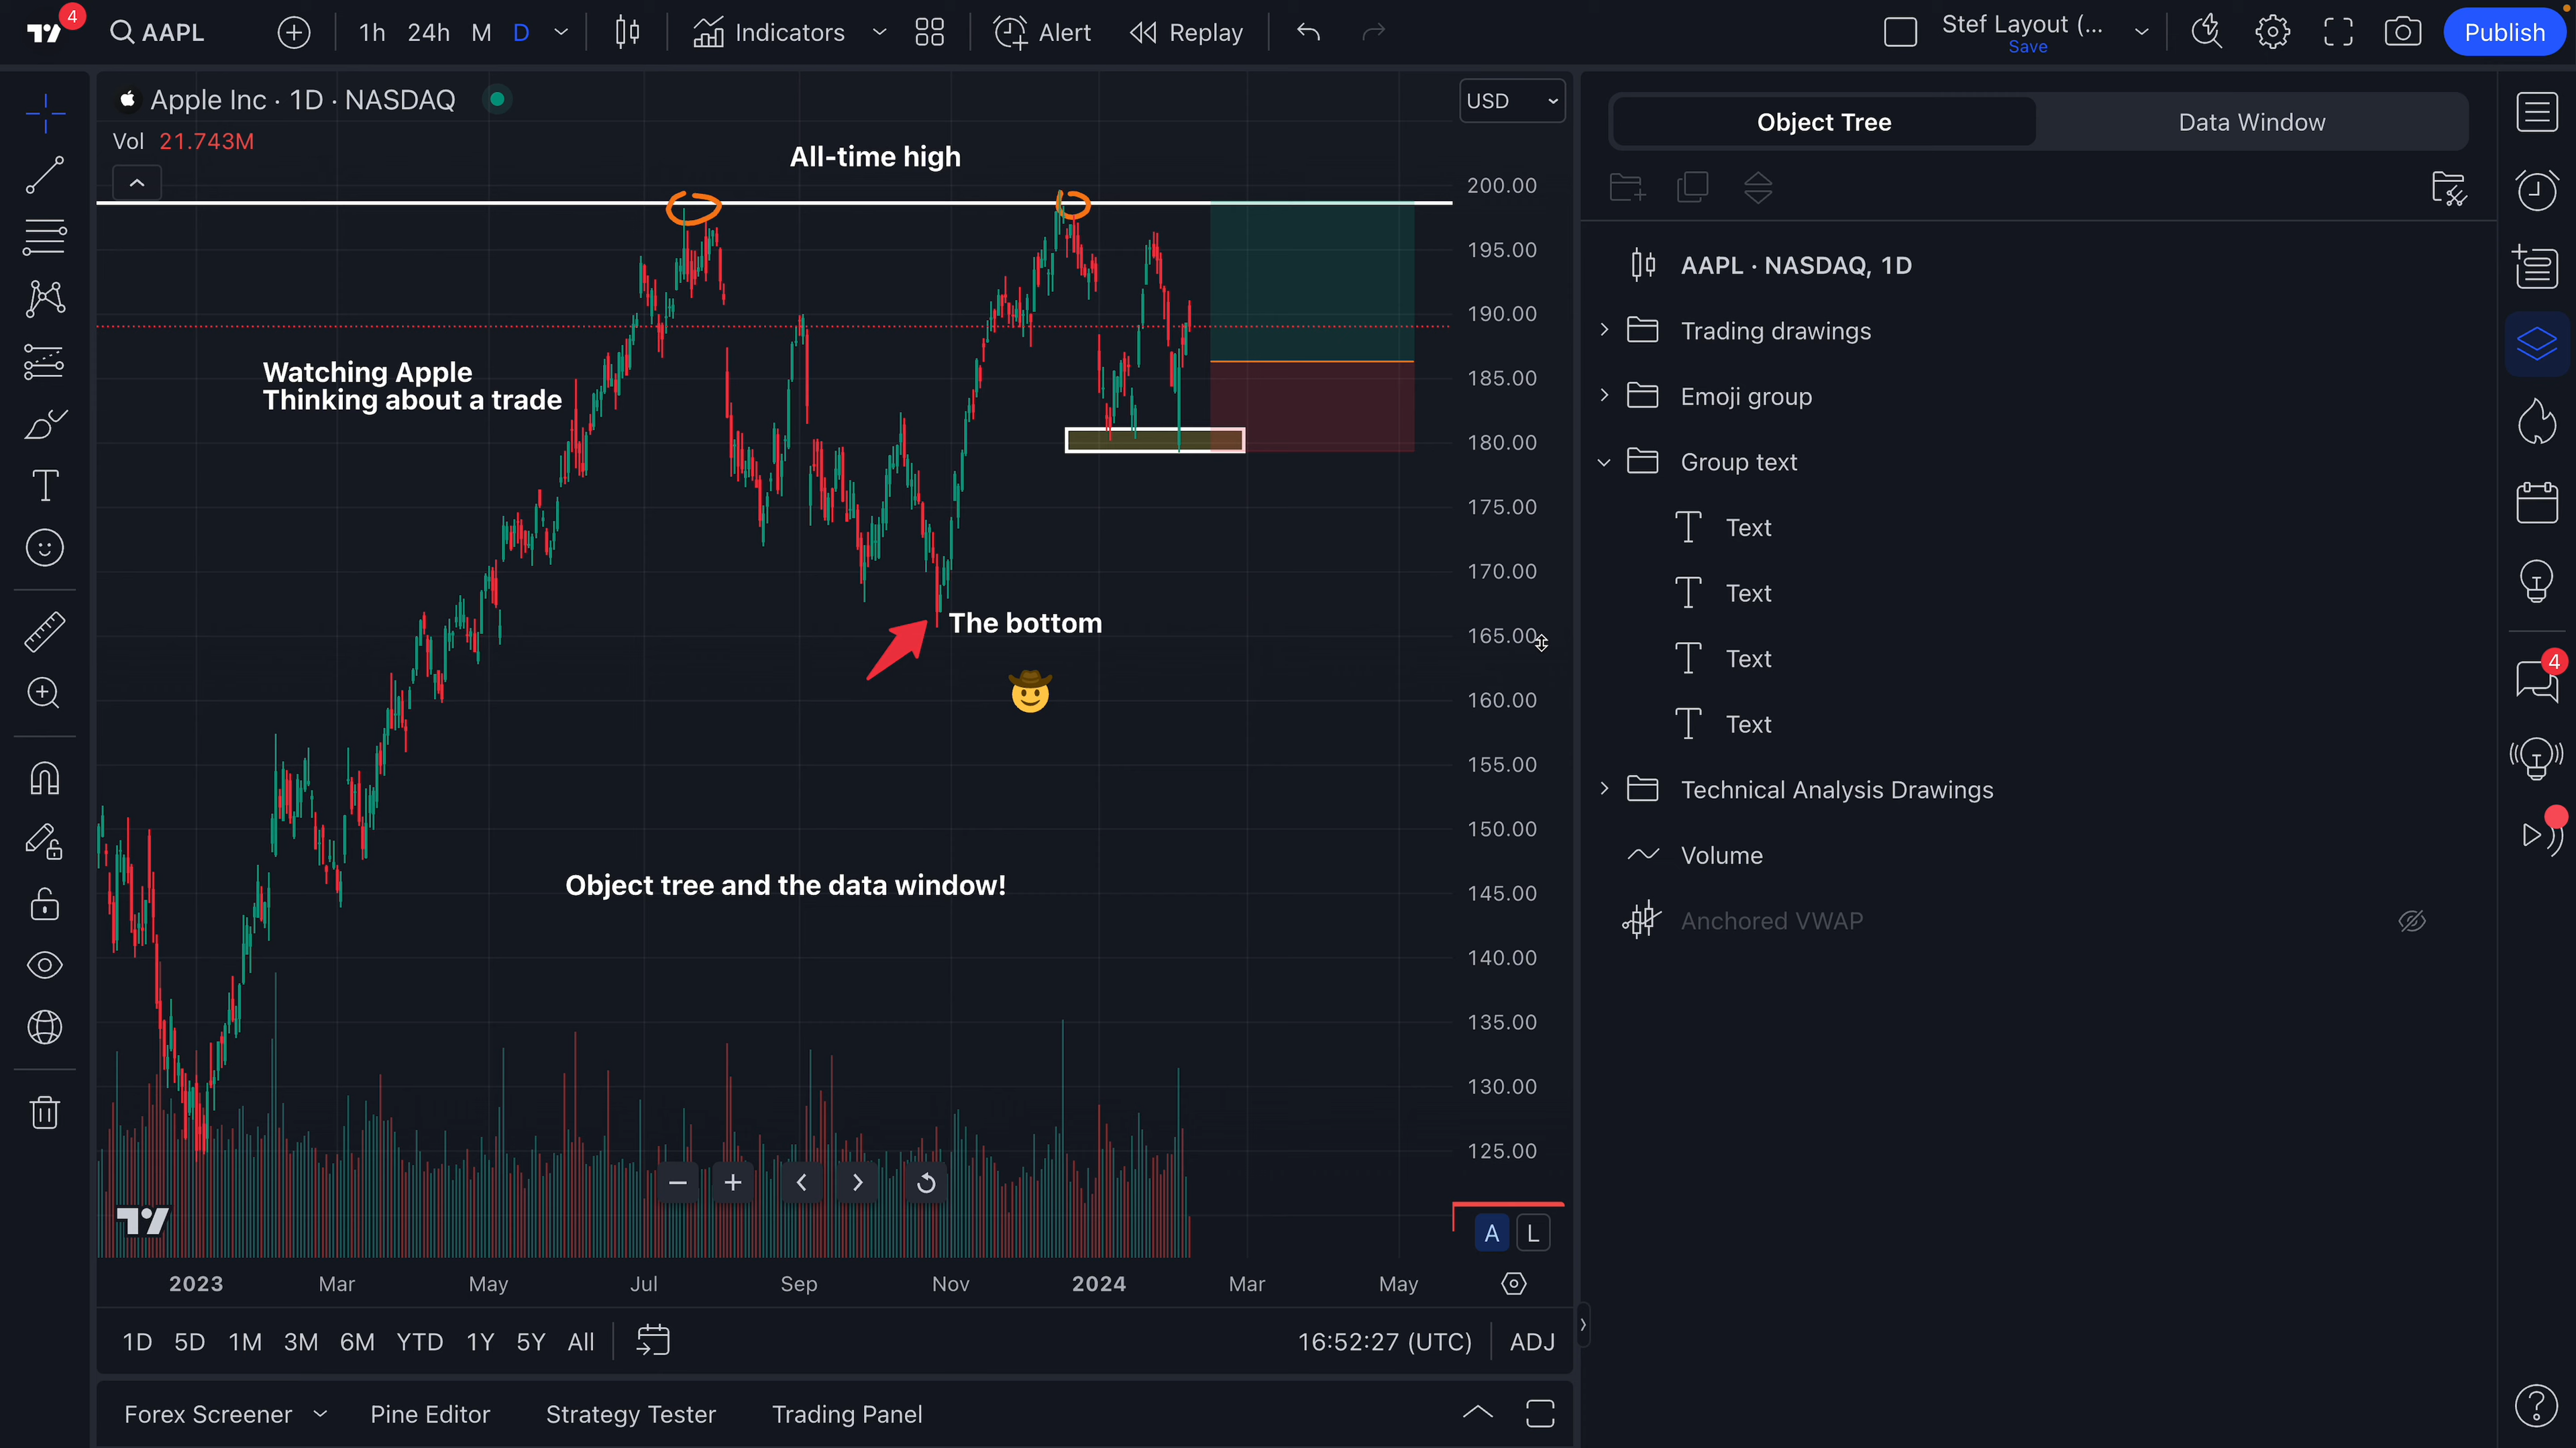 4
AAPL
1h 24h M D
Indicators
Alert
Replay
Stef Layout (...
Save
Publish
Apple Inc · 1D · NASDAQ
USD
Vol 21.743M
All-time high
Watching Apple
Thinking about a trade
The bottom
Object tree and the data window!
200.00
195.00
190.00
185.00
180.00
175.00
170.00
165.00
160.00
155.00
150.00
145.00
140.00
135.00
130.00
125.00
A L
2023 Mar May Jul Sep Nov 2024 Mar May
1D 5D 1M 3M 6M YTD 1Y 5Y All
16:52:27 (UTC) ADJ
Forex Screener Pine Editor Strategy Tester Trading Panel
Object Tree Data Window
AAPL · NASDAQ, 1D
Trading drawings
Emoji group
Group text
Text
Text
Text
Text
Technical Analysis Drawings
Volume
Anchored VWAP
4